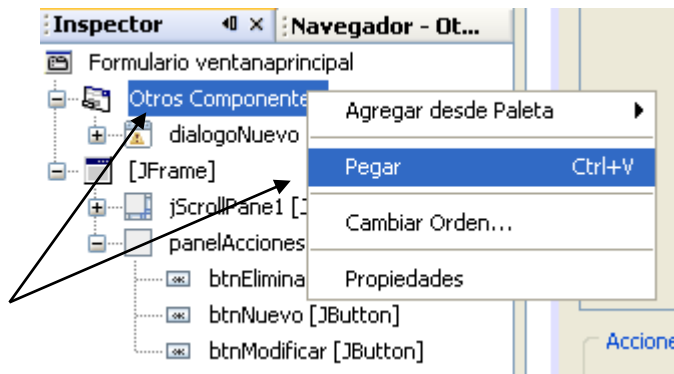 Inspector
Navegador - Ot...
Formulario ventanaprincipal
Otros Componente
Agregar desde Paleta
dialogoNuevo
[JFrame]
Pegar Ctrl+V
jScrollPane1 [J
Cambiar Orden...
panelAcciones
btnElimina
Propiedades
btnNuevo [JButton]
btnModificar [JButton]
Accione